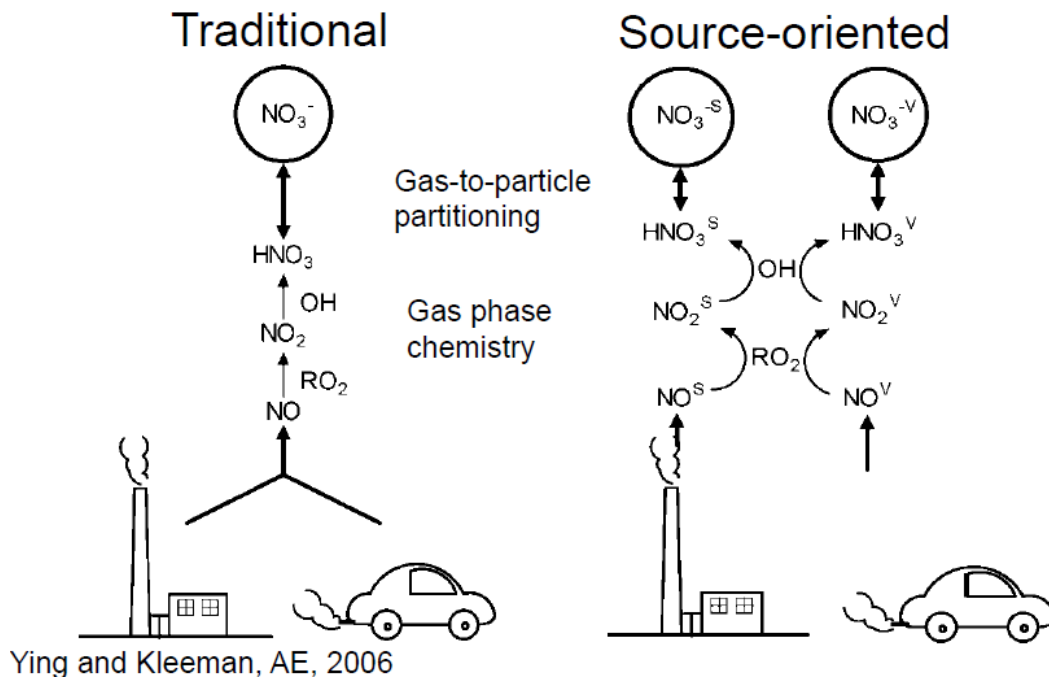 Traditional
Source-oriented
NO₃⁻
NO₃⁻ˢ
NO₃⁻ⱽ
Gas-to-particle
partitioning
HNO₃
HNO₃ˢ
HNO₃ⱽ
OH
OH
NO₂
NO₂ˢ
NO₂ⱽ
Gas phase
chemistry
RO₂
RO₂
NO
NOˢ
NOⱽ
Ying and Kleeman, AE, 2006